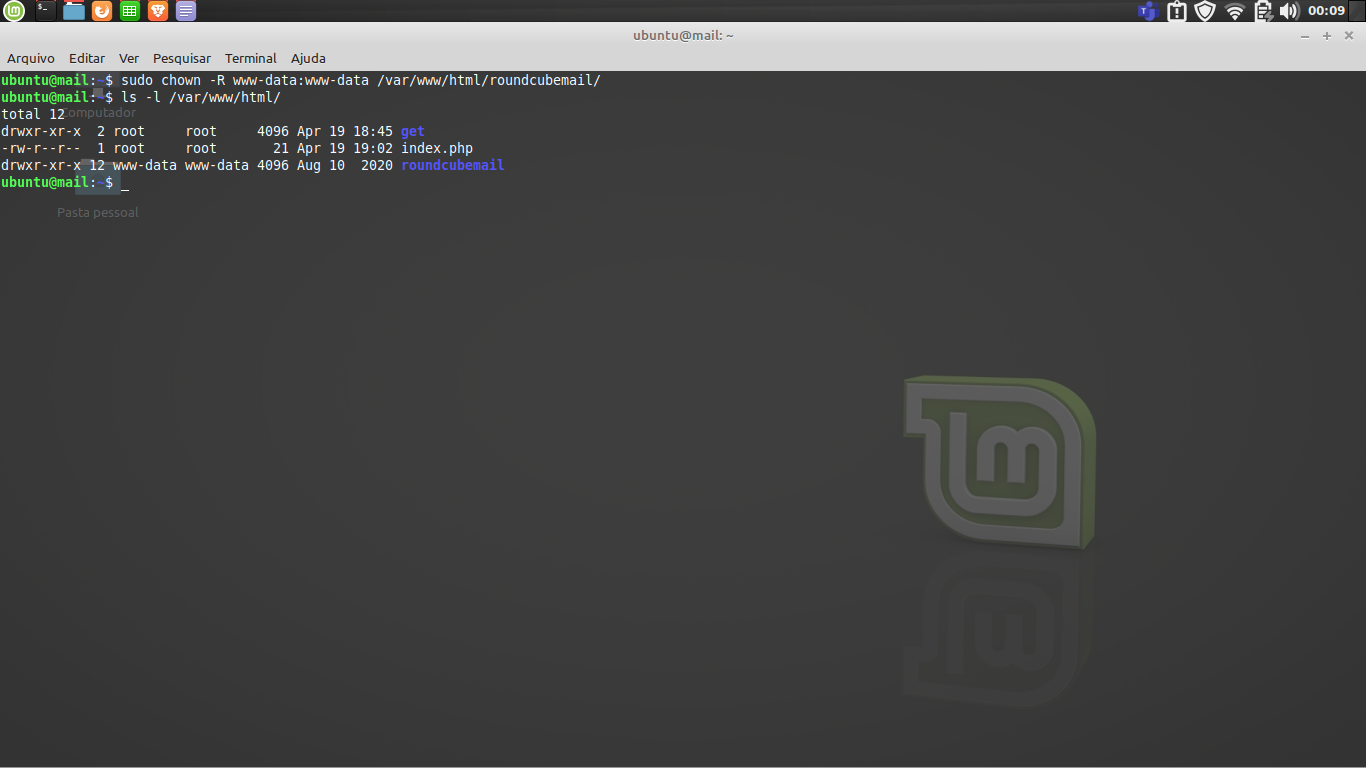 00:09
ubuntu@mail: ~
Arquivo Editar Ver Pesquisar Terminal Ajuda
ubuntu@mail:~$ sudo chown -R www-data:www-data /var/www/html/roundcubemail/
ubuntu@mail:~$ ls -l /var/www/html/
total 12
Computador
drwxr-xr-x  2 root     root     4096 Apr 19 18:45 get
-rw-r--r--  1 root     root       21 Apr 19 19:02 index.php
drwxr-xr-x 12 www-data www-data 4096 Aug 10  2020 roundcubemail
ubuntu@mail:~$ _
Pasta pessoal